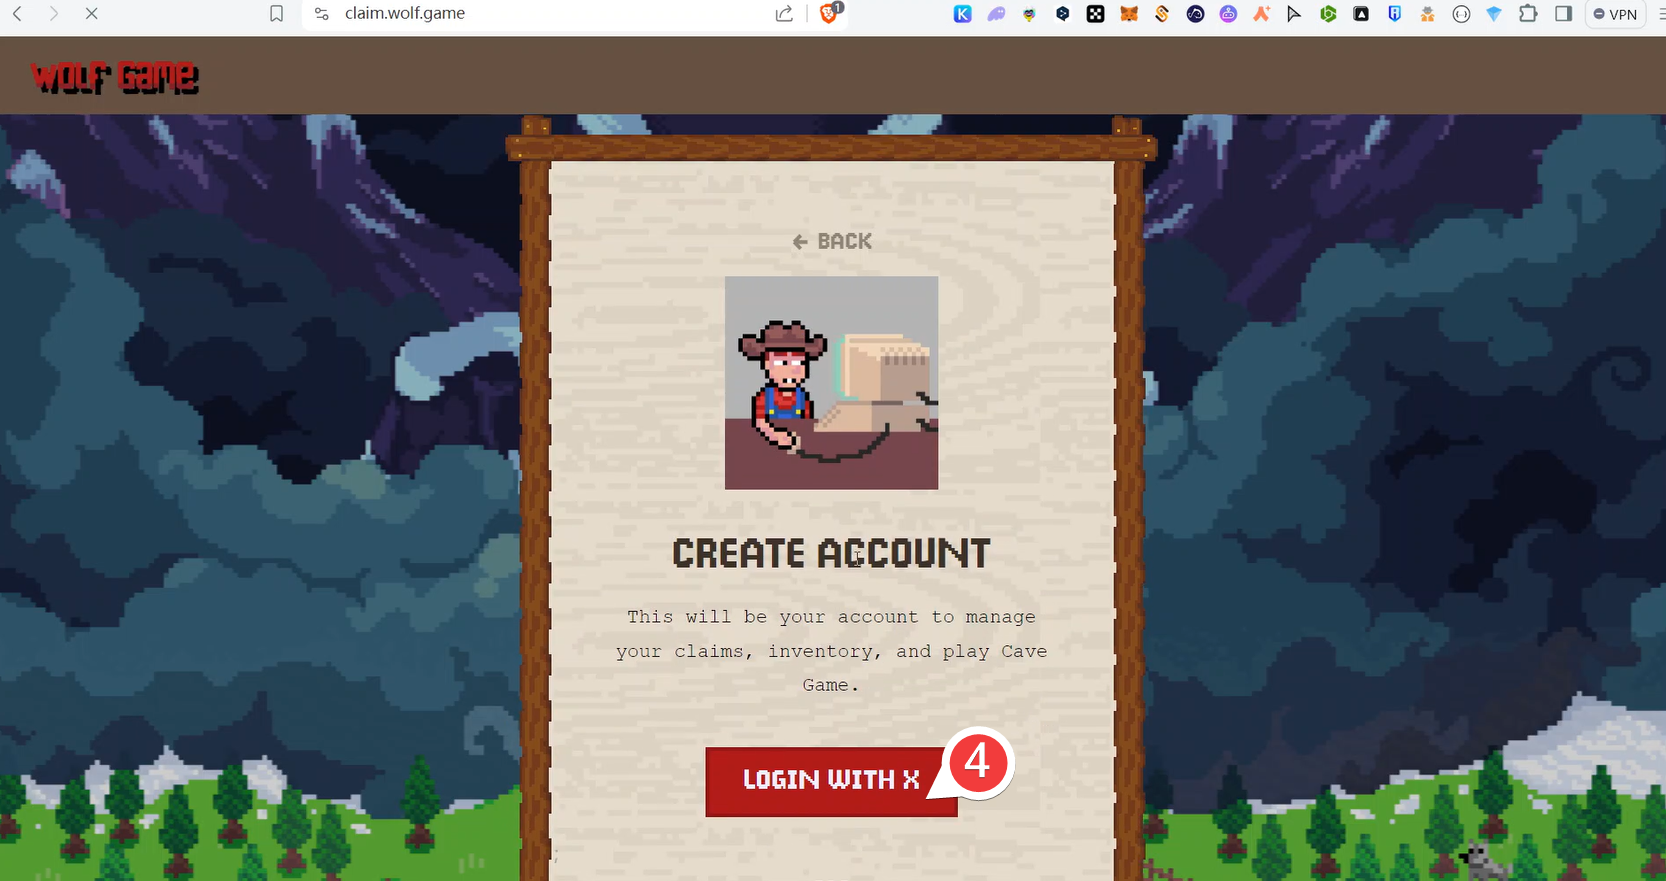 claim.wolf.game
1
VPN
WOLF GAME
← BACK
CREATE ACCOUNT
This will be your account to manage
your claims, inventory, and play Cave
Game.
LOGIN WITH X
4